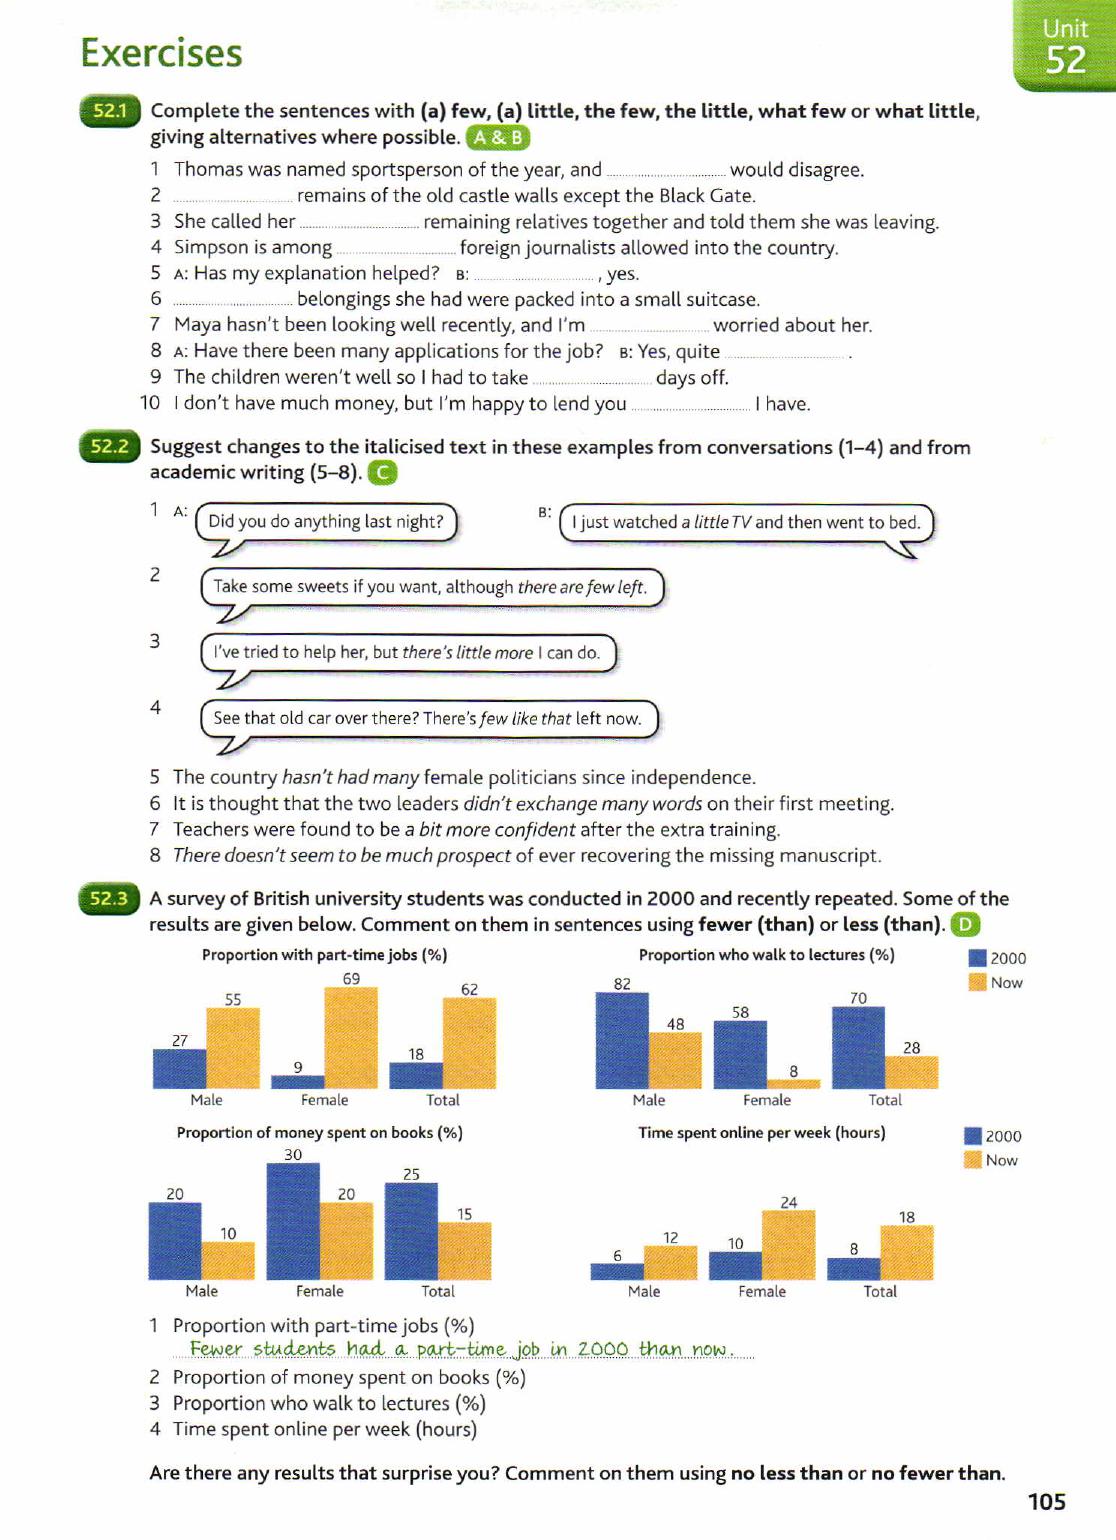 Unit
52
Exercises
52.1 Complete the sentences with (a) few, (a) little, the few, the little, what few or what little,
giving alternatives where possible. A & B
1 Thomas was named sportsperson of the year, and .................... would disagree.
2 .................... remains of the old castle walls except the Black Gate.
3 She called her .................... remaining relatives together and told them she was leaving.
4 Simpson is among .................... foreign journalists allowed into the country.
5 A: Has my explanation helped? B: ...................., yes.
6 .................... belongings she had were packed into a small suitcase.
7 Maya hasn't been looking well recently, and I'm .................... worried about her.
8 A: Have there been many applications for the job? B: Yes, quite .................... .
9 The children weren't well so I had to take .................... days off.
10 I don't have much money, but I'm happy to lend you .................... I have.
52.2 Suggest changes to the italicised text in these examples from conversations (1–4) and from
academic writing (5–8). C
1 A: Did you do anything last night? B: I just watched a little TV and then went to bed.
2 Take some sweets if you want, although there are few left.
3 I've tried to help her, but there's little more I can do.
4 See that old car over there? There's few like that left now.
5 The country hasn't had many female politicians since independence.
6 It is thought that the two leaders didn't exchange many words on their first meeting.
7 Teachers were found to be a bit more confident after the extra training.
8 There doesn't seem to be much prospect of ever recovering the missing manuscript.
52.3 A survey of British university students was conducted in 2000 and recently repeated. Some of the
results are given below. Comment on them in sentences using fewer (than) or less (than). D
Proportion with part-time jobs (%)
27 55 9 69 18 62
Male Female Total
Proportion who walk to lectures (%)
82 48 58 8 70 28
Male Female Total
2000
Now
Proportion of money spent on books (%)
20 10 30 20 25 15
Male Female Total
Time spent online per week (hours)
6 12 10 24 8 18
Male Female Total
2000
Now
1 Proportion with part-time jobs (%)
Fewer students had a part-time job in 2000 than now.
2 Proportion of money spent on books (%)
3 Proportion who walk to lectures (%)
4 Time spent online per week (hours)
Are there any results that surprise you? Comment on them using no less than or no fewer than.
105